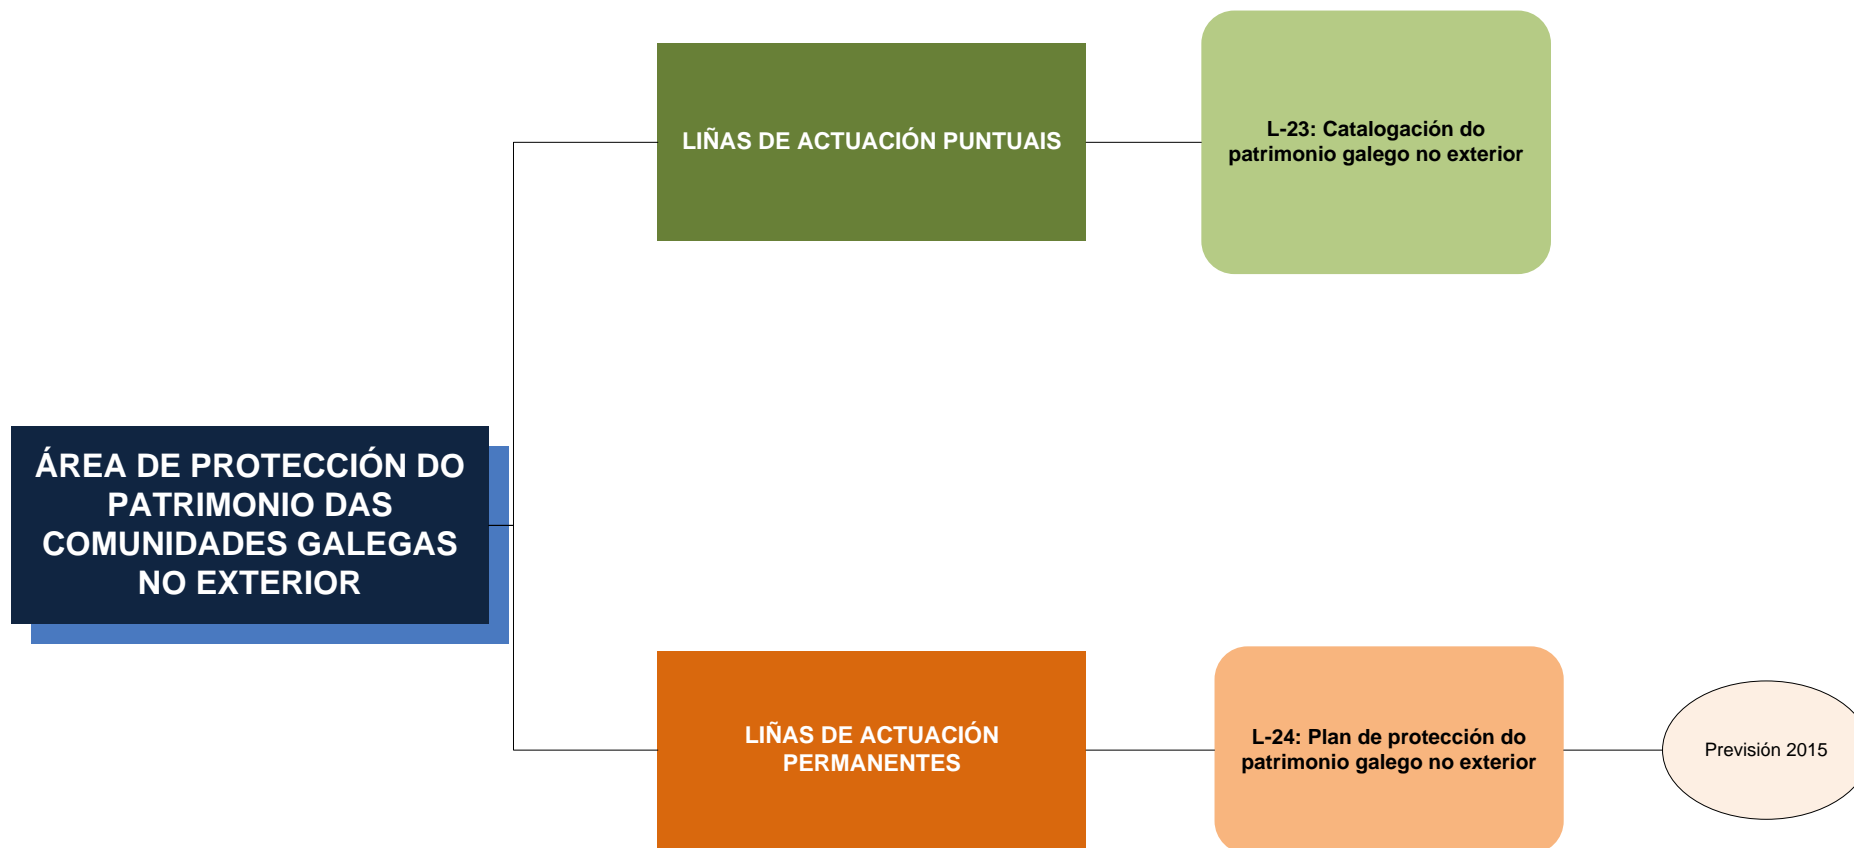 LIÑAS DE ACTUACIÓN PUNTUAIS
L-23: Catalogación do
patrimonio galego no exterior
ÁREA DE PROTECCIÓN DO
PATRIMONIO DAS
COMUNIDADES GALEGAS
NO EXTERIOR
LIÑAS DE ACTUACIÓN
PERMANENTES
L-24: Plan de protección do
patrimonio galego no exterior
Previsión 2015